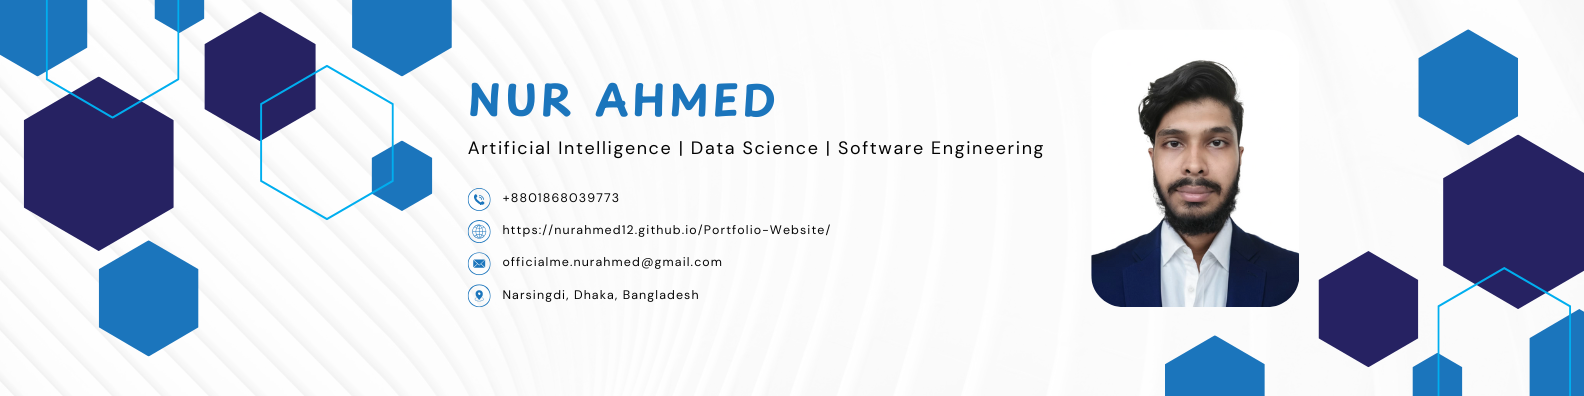 NUR AHMED
Artificial Intelligence | Data Science | Software Engineering
+8801868039773
https://nurahmed12.github.io/Portfolio-Website/
officialme.nurahmed@gmail.com
Narsingdi, Dhaka, Bangladesh